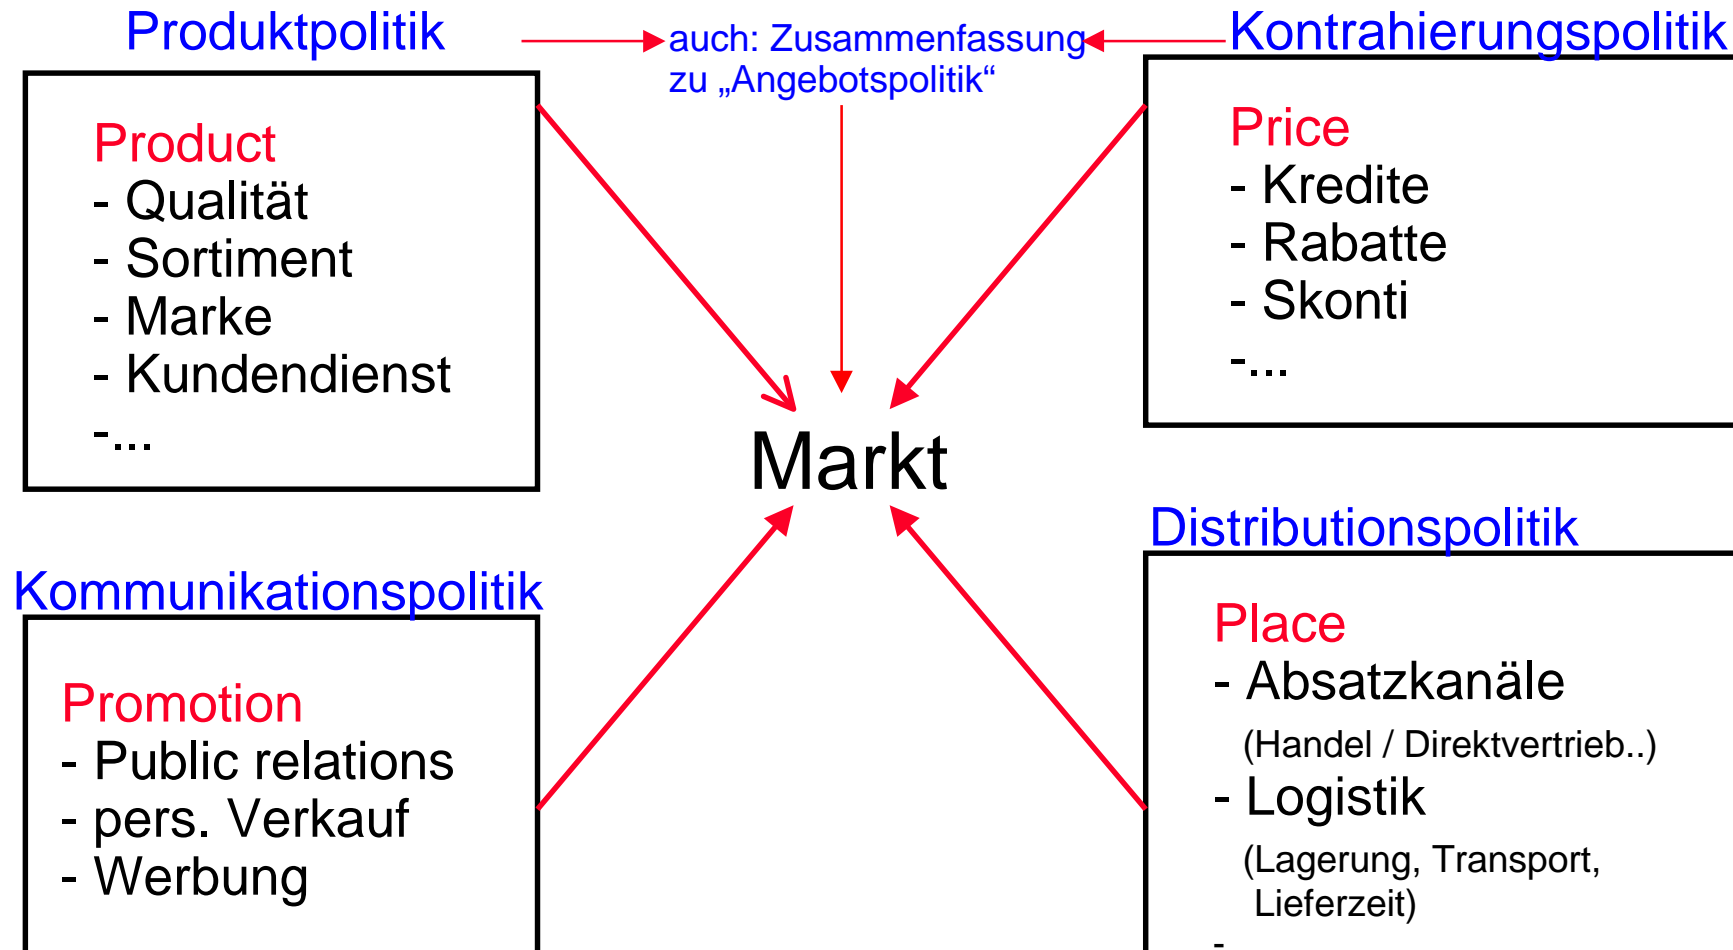 Produktpolitik
auch: Zusammenfassung
zu „Angebotspolitik“
Kontrahierungspolitik
Product
- Qualität
- Sortiment
- Marke
- Kundendienst
-...
Price
- Kredite
- Rabatte
- Skonti
-...
Markt
Kommunikationspolitik
Promotion
- Public relations
- pers. Verkauf
- Werbung
Distributionspolitik
Place
- Absatzkanäle
(Handel / Direktvertrieb..)
- Logistik
(Lagerung, Transport,
Lieferzeit)
-